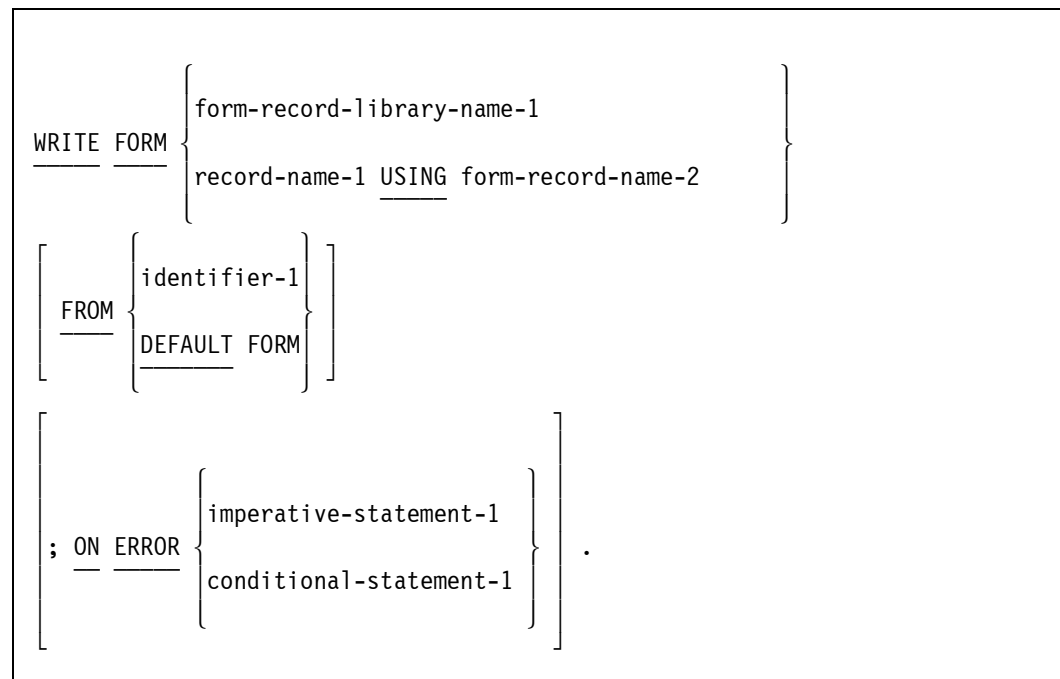 form-record-library-name-1
WRITE FORM
record-name-1 USING form-record-name-2
identifier-1
FROM
DEFAULT FORM
imperative-statement-1
; ON ERROR .
conditional-statement-1